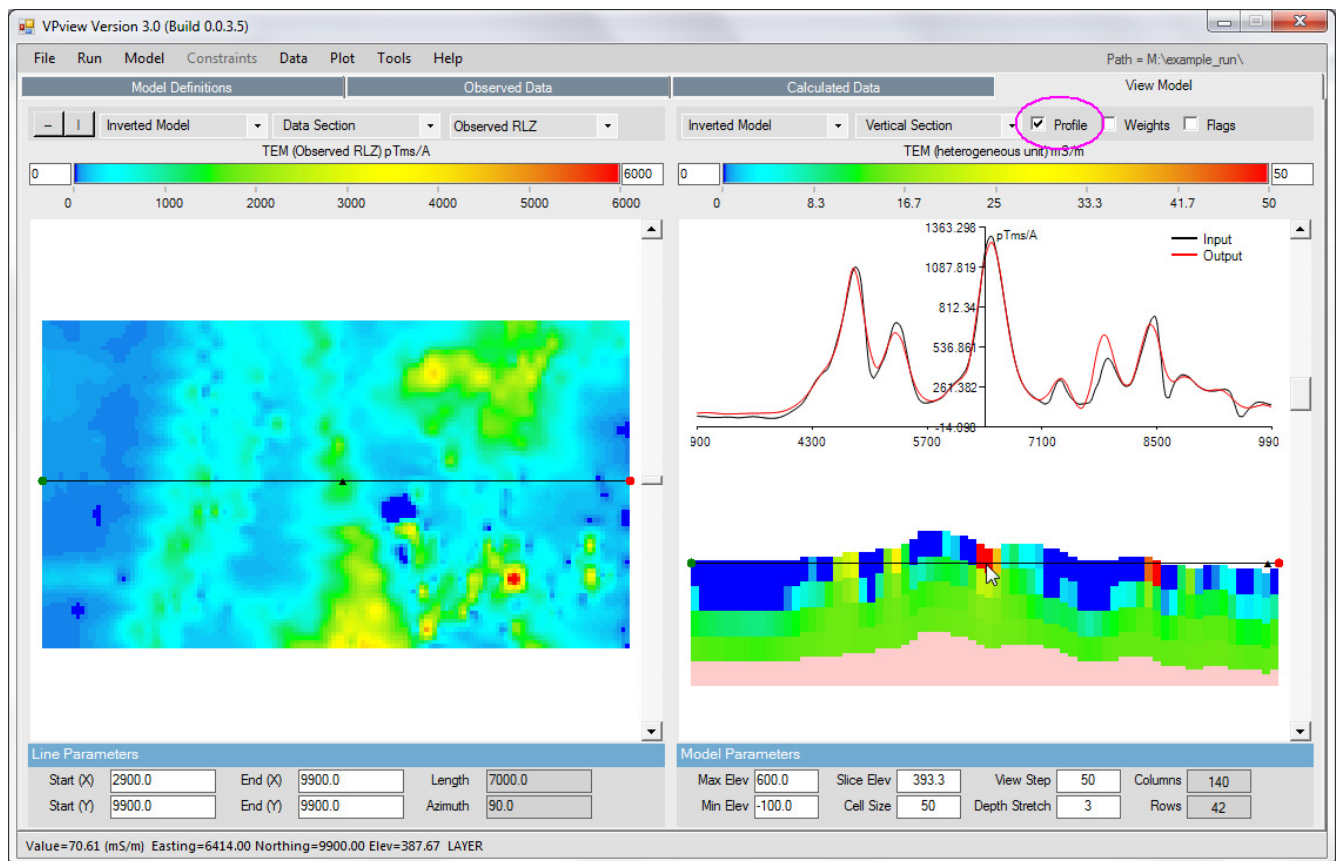 VPview Version 3.0 (Build 0.0.3.5)
File Run Model Constraints Data Plot Tools Help Path = M:\example_run\
Model Definitions Observed Data Calculated Data View Model
Inverted Model Data Section Observed RLZ
TEM (Observed RLZ) pTms/A
0 6000
0 1000 2000 3000 4000 5000 6000
Inverted Model Vertical Section Profile Weights Flags
TEM (heterogeneous unit) mS/m
0 50
0 8.3 16.7 25 33.3 41.7 50
1363.298 pTms/A Input
Output
1087.819
812.34
536.861
261.382
-14.098
900 4300 5700 7100 8500 990
Line Parameters
Start (X) 2900.0 End (X) 9900.0 Length 7000.0
Start (Y) 9900.0 End (Y) 9900.0 Azimuth 90.0
Model Parameters
Max Elev 600.0 Slice Elev 393.3 View Step 50 Columns 140
Min Elev -100.0 Cell Size 50 Depth Stretch 3 Rows 42
Value=70.61 (mS/m) Easting=6414.00 Northing=9900.00 Elev=387.67 LAYER